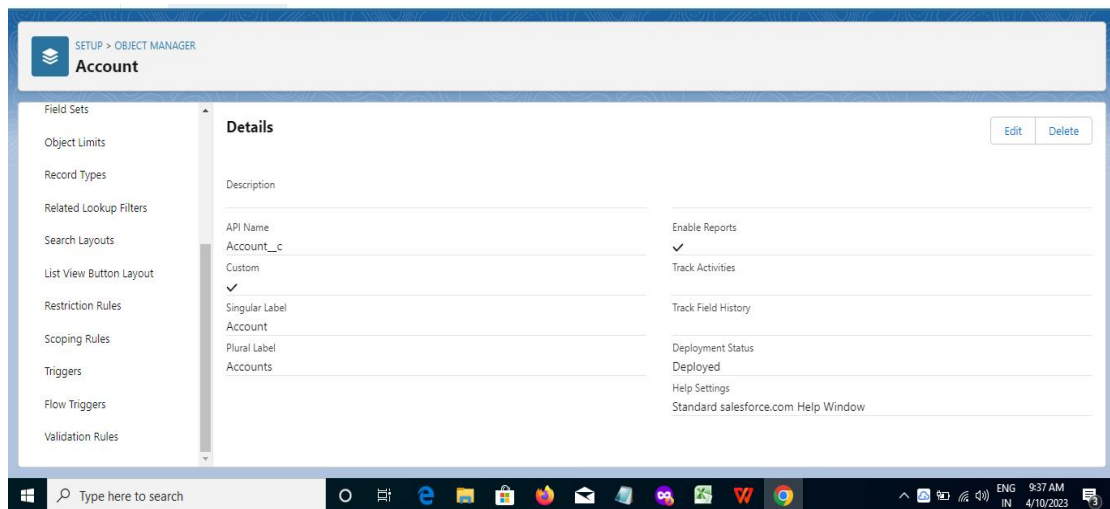 SETUP > OBJECT MANAGER
Account
Field Sets
Object Limits
Record Types
Related Lookup Filters
Search Layouts
List View Button Layout
Restriction Rules
Scoping Rules
Triggers
Flow Triggers
Validation Rules
Details
Edit Delete
Description
API Name
Account__c
Custom
Singular Label
Account
Plural Label
Accounts
Enable Reports
Track Activities
Track Field History
Deployment Status
Deployed
Help Settings
Standard salesforce.com Help Window
Type here to search
ENG 9:37 AM
IN 4/10/2023
3